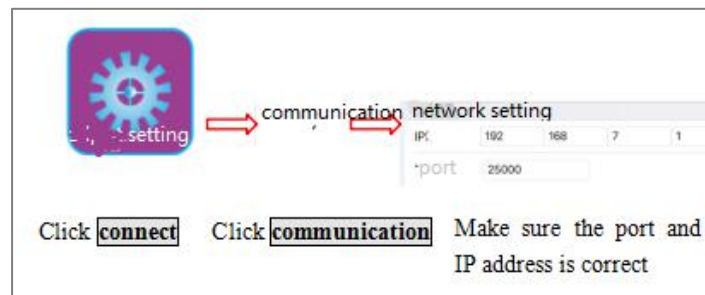 setting
communication
network setting
IP(
192 168 7 1
*port 25000
Click connect
Click communication
Make sure the port and
IP address is correct